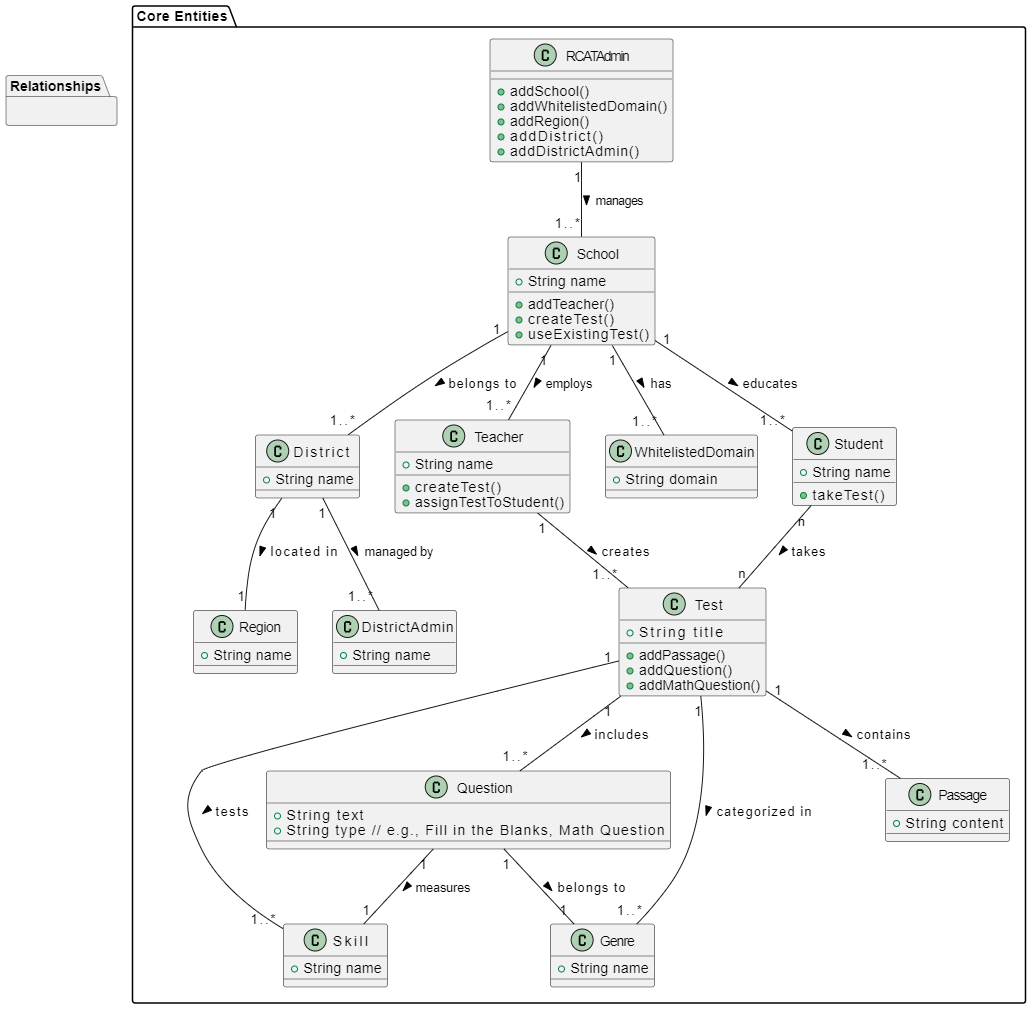 Core Entities
Relationships
C RCATAdmin
addSchool()
addWhitelistedDomain()
addRegion()
addDistrict()
addDistrictAdmin()
1
manages
1..*
C School
String name
addTeacher()
createTest()
useExistingTest()
1 1 1 1
belongs to employs has educates
1..* 1..* 1..* 1..*
C District
String name
C Teacher
String name
createTest()
assignTestToStudent()
C WhitelistedDomain
String domain
C Student
String name
takeTest()
1 1 1 n
located in managed by creates takes
1 1..* 1..* n
C Region
String name
C DistrictAdmin
String name
C Test
String title
addPassage()
addQuestion()
addMathQuestion()
1 1 1 1
includes contains
1..* 1..*
C Question
String text
String type // e.g., Fill in the Blanks, Math Question
C Passage
String content
tests categorized in
1 1
measures belongs to
1..* 1 1 1..*
C Skill
String name
C Genre
String name